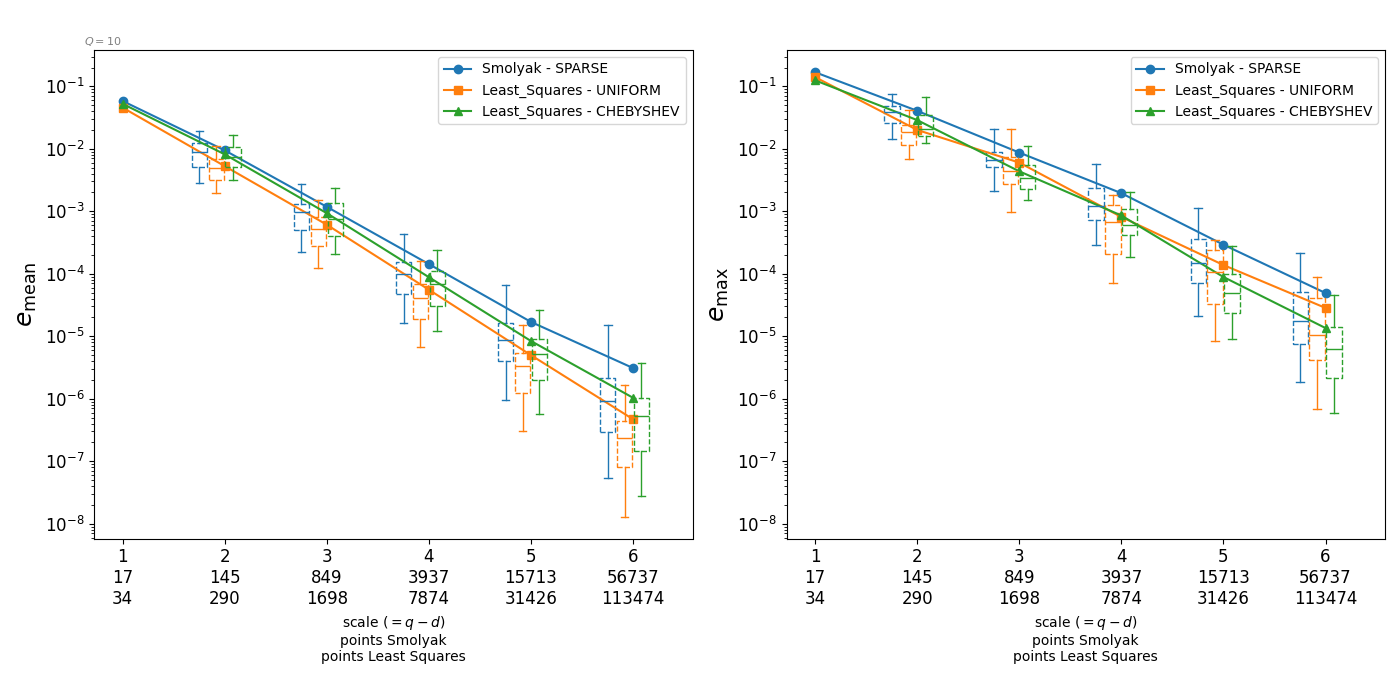 Q = 10
Smolyak - SPARSE
Least_Squares - UNIFORM
Least_Squares - CHEBYSHEV
e_mean
10^−1
10^−2
10^−3
10^−4
10^−5
10^−6
10^−7
10^−8
1 2 3 4 5 6
17 145 849 3937 15713 56737
34 290 1698 7874 31426 113474
scale (= q − d)
points Smolyak
points Least Squares
Smolyak - SPARSE
Least_Squares - UNIFORM
Least_Squares - CHEBYSHEV
e_max
10^−1
10^−2
10^−3
10^−4
10^−5
10^−6
10^−7
10^−8
1 2 3 4 5 6
17 145 849 3937 15713 56737
34 290 1698 7874 31426 113474
scale (= q − d)
points Smolyak
points Least Squares